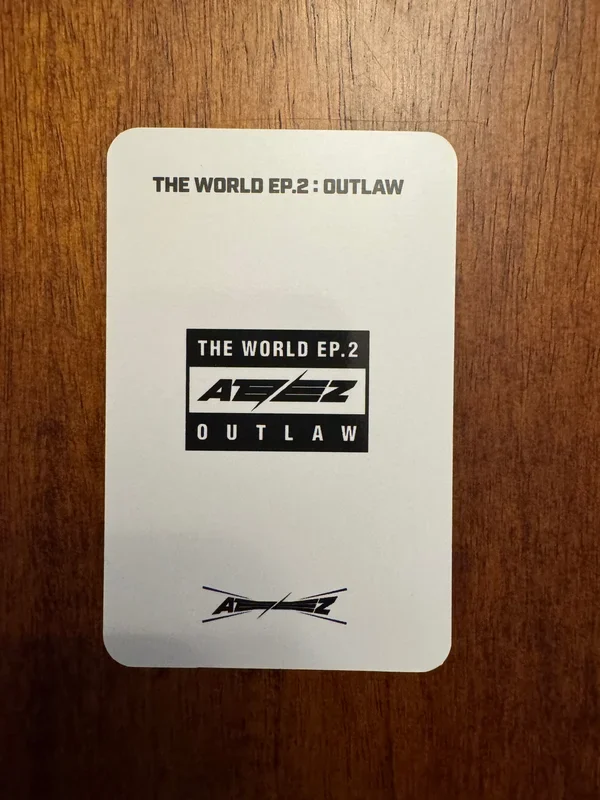 THE WORLD EP.2 : OUTLAW
THE WORLD EP.2
ATEEZ
OUTLAW
ATEEZ